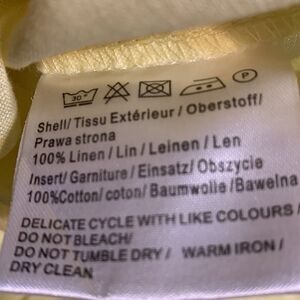 30 P
Shell/ Tissu Extérieur / Oberstoff/
Prawa strona
100% Linen / Lin / Leinen / Len
Insert/ Garniture / Einsatz/ Obszycie
100%Cotton/ coton/ Baumwolle /Bawelna
DELICATE CYCLE WITH LIKE COLOURS /
DO NOT BLEACH/
DO NOT TUMBLE DRY / WARM IRON /
DRY CLEAN